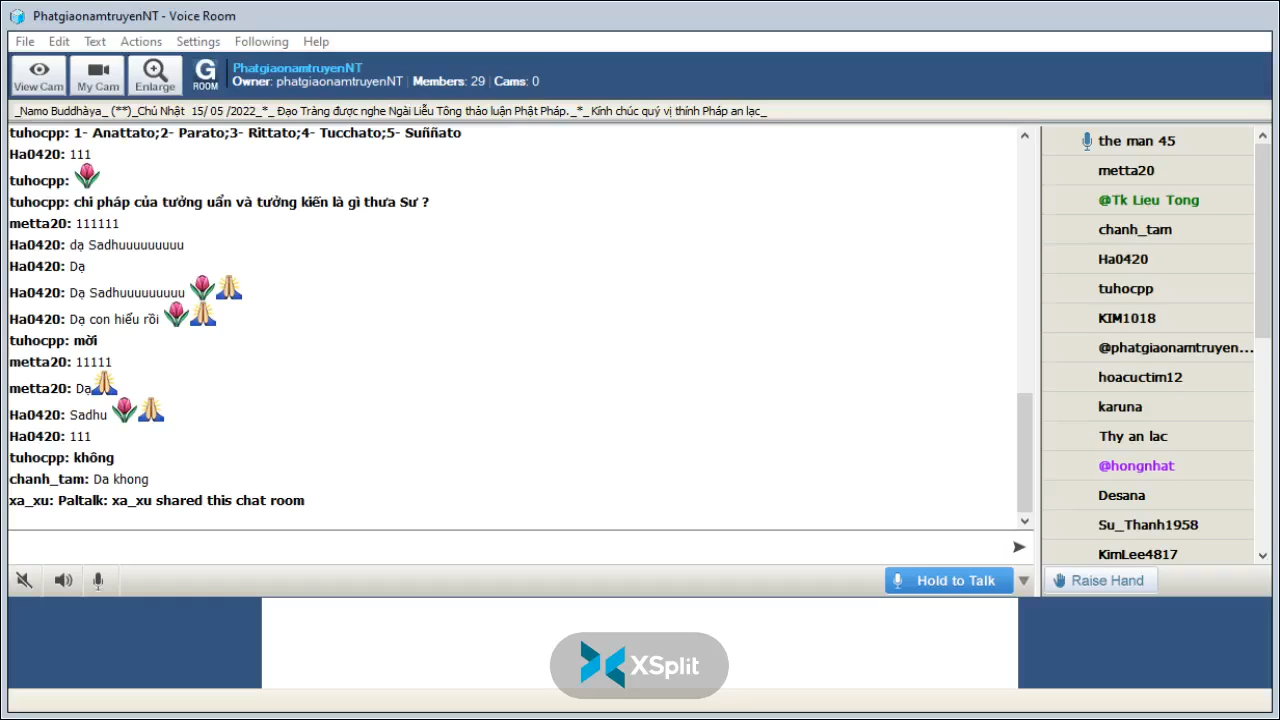 PhatgiaonamtruyenNT - Voice Room
File Edit Text Actions Settings Following Help
View Cam My Cam Enlarge G ROOM
PhatgiaonamtruyenNT
Owner: phatgiaonamtruyenNT Members: 29 Cams: 0
_Namo Buddhàya_ (**)_Chủ Nhật 15/ 05 /2022_*_ Đạo Tràng được nghe Ngài Liễu Tông thảo luận Phật Pháp._*_Kính chúc quý vị thính Pháp an lạc_
tuhocpp: 1- Anattato;2- Parato;3- Rittato;4- Tucchato;5- Suññato
Ha0420: 111
tuhocpp:
tuhocpp: chi pháp của tưởng uẩn và tưởng kiến là gì thưa Sư ?
metta20: 111111
Ha0420: dạ Sadhuuuuuuuuu
Ha0420: Dạ
Ha0420: Dạ Sadhuuuuuuuuu
Ha0420: Dạ con hiểu rồi
tuhocpp: mời
metta20: 11111
metta20: Dạ
Ha0420: Sadhu
Ha0420: 111
tuhocpp: không
chanh_tam: Da khong
xa_xu: Paltalk: xa_xu shared this chat room
the man 45
metta20
@Tk Lieu Tong
chanh_tam
Ha0420
tuhocpp
KIM1018
@phatgiaonamtruyen...
hoacuctim12
karuna
Thy an lac
@hongnhat
Desana
Su_Thanh1958
KimLee4817
Hold to Talk
Raise Hand
XSplit